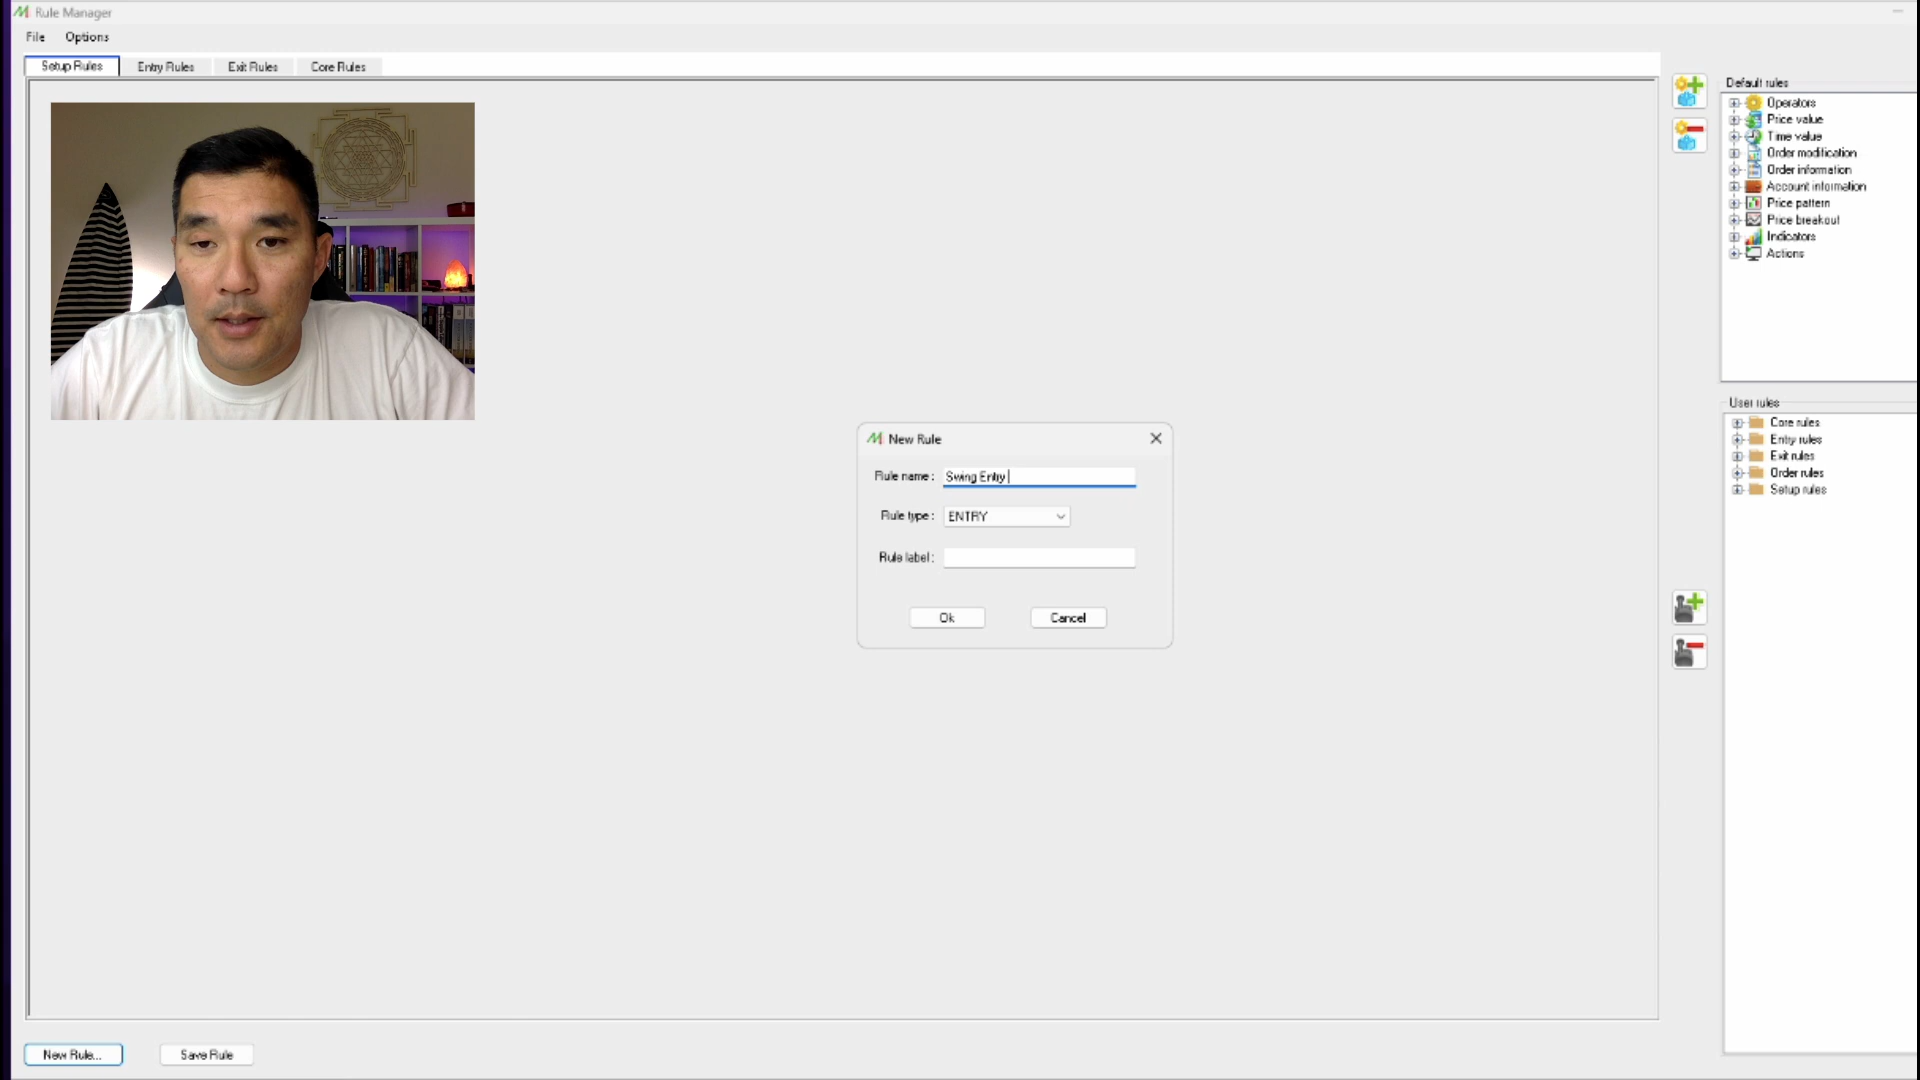 Rule Manager
File Options
Setup Rules Entry Rules Exit Rules Core Rules
Default rules
Operators
Price value
Time value
Order modification
Order information
Account information
Price pattern
Price breakout
Indicators
Actions
User rules
Core rules
Entry rules
Exit rules
Order rules
Setup rules
New Rule
Rule name: Swing Entry
Rule type: ENTRY
Rule label:
Ok Cancel
New Rule... Save Rule